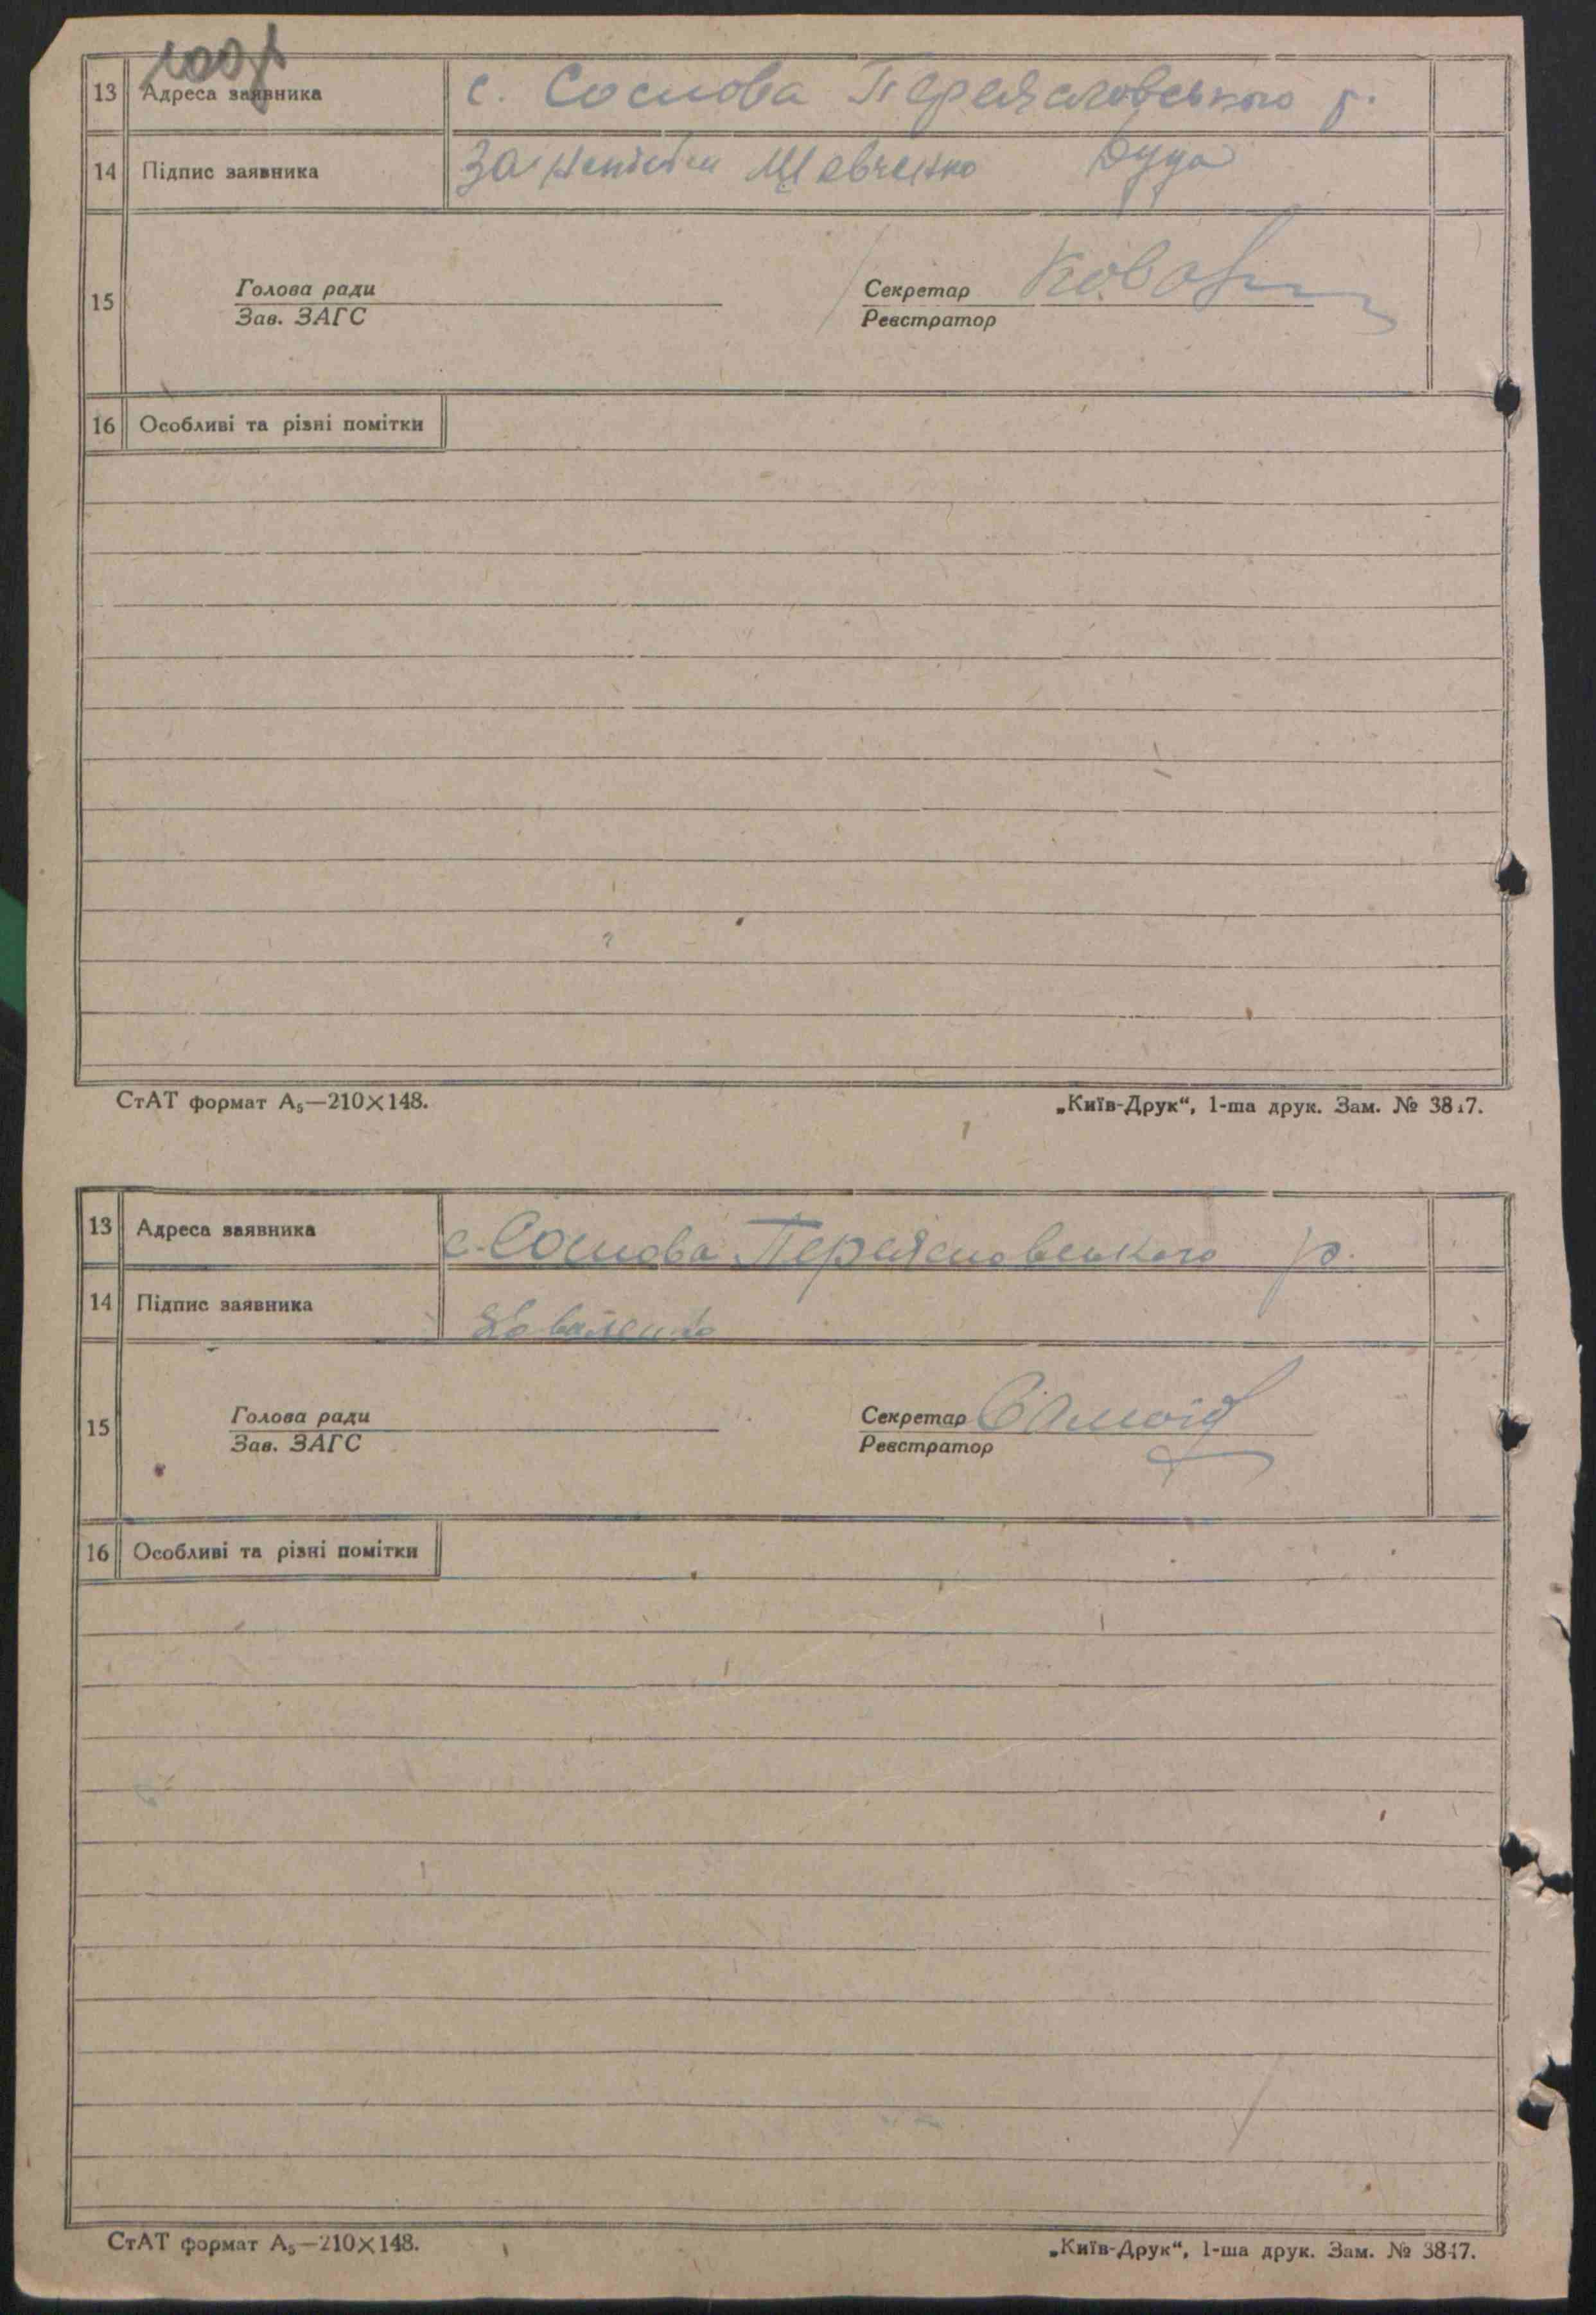 13 Адреса заявника с. Соснова Переяславського р.
14 Підпис заявника За Шевченко Дуда
15 Голова ради Секретар
Зав. ЗАГС Реєстратор
16 Особливі та різні помітки
СтАТ формат А₅—210×148. „Київ-Друк“, 1-ша друк. Зам. № 3847.
13 Адреса заявника с. Соснова Переяславського р.
14 Підпис заявника Коваленко
15 Голова ради Секретар
Зав. ЗАГС Реєстратор
16 Особливі та різні помітки
СтАТ формат А₅—210×148. „Київ-Друк“, 1-ша друк. Зам. № 3847.